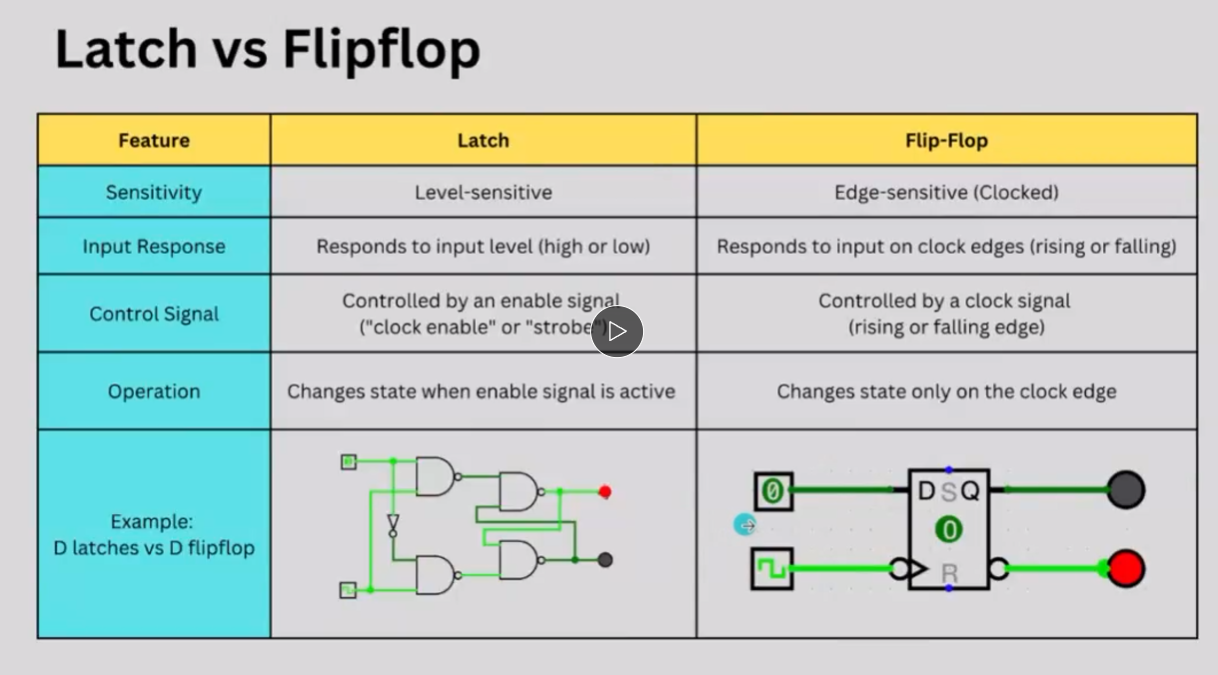 Latch vs Flipflop
Feature
Latch
Flip-Flop
Sensitivity
Level-sensitive
Edge-sensitive (Clocked)
Input Response
Responds to input level (high or low)
Responds to input on clock edges (rising or falling)
Control Signal
Controlled by an enable signal
("clock enable" or "strobe")
Controlled by a clock signal
(rising or falling edge)
Operation
Changes state when enable signal is active
Changes state only on the clock edge
Example:
D latches vs D flipflop
0
D S Q
0
R